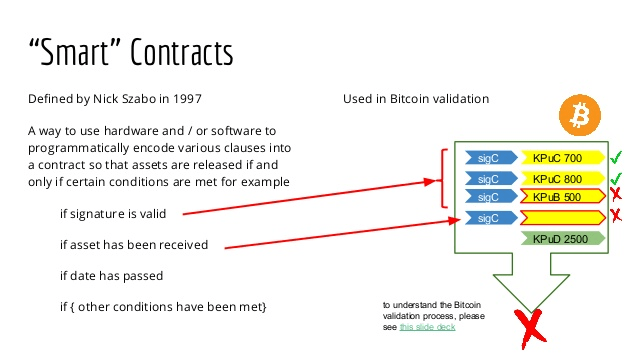 “Smart” Contracts
Defined by Nick Szabo in 1997
A way to use hardware and / or software to
programmatically encode various clauses into
a contract so that assets are released if and
only if certain conditions are met for example
if signature is valid
if asset has been received
if date has passed
if { other conditions have been met}
Used in Bitcoin validation
sigC KPuC 700
sigC KPuC 800
sigC KPuB 500
sigC
KPuD 2500
to understand the Bitcoin
validation process, please
see this slide deck